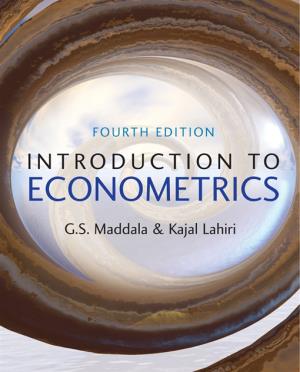 FOURTH EDITION
INTRODUCTION TO
ECONOMETRICS
G.S. Maddala & Kajal Lahiri